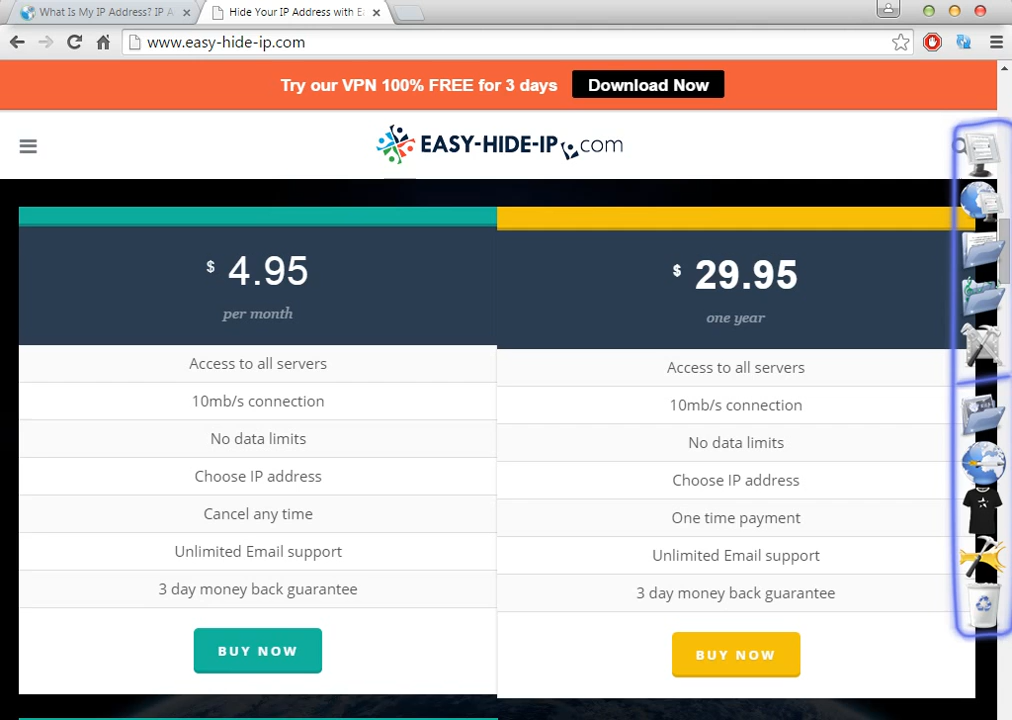 What Is My IP Address? IP A
Hide Your IP Address with Ea
www.easy-hide-ip.com
Try our VPN 100% FREE for 3 days
Download Now
EASY-HIDE-IP.com
$ 4.95
per month
Access to all servers
10mb/s connection
No data limits
Choose IP address
Cancel any time
Unlimited Email support
3 day money back guarantee
BUY NOW
$ 29.95
one year
Access to all servers
10mb/s connection
No data limits
Choose IP address
One time payment
Unlimited Email support
3 day money back guarantee
BUY NOW